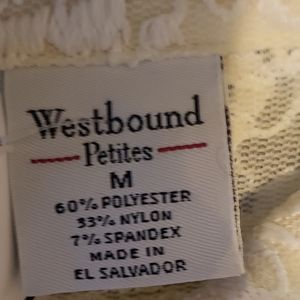 Westbound
Petites
M
60% POLYESTER
33% NYLON
7% SPANDEX
MADE IN
EL SALVADOR